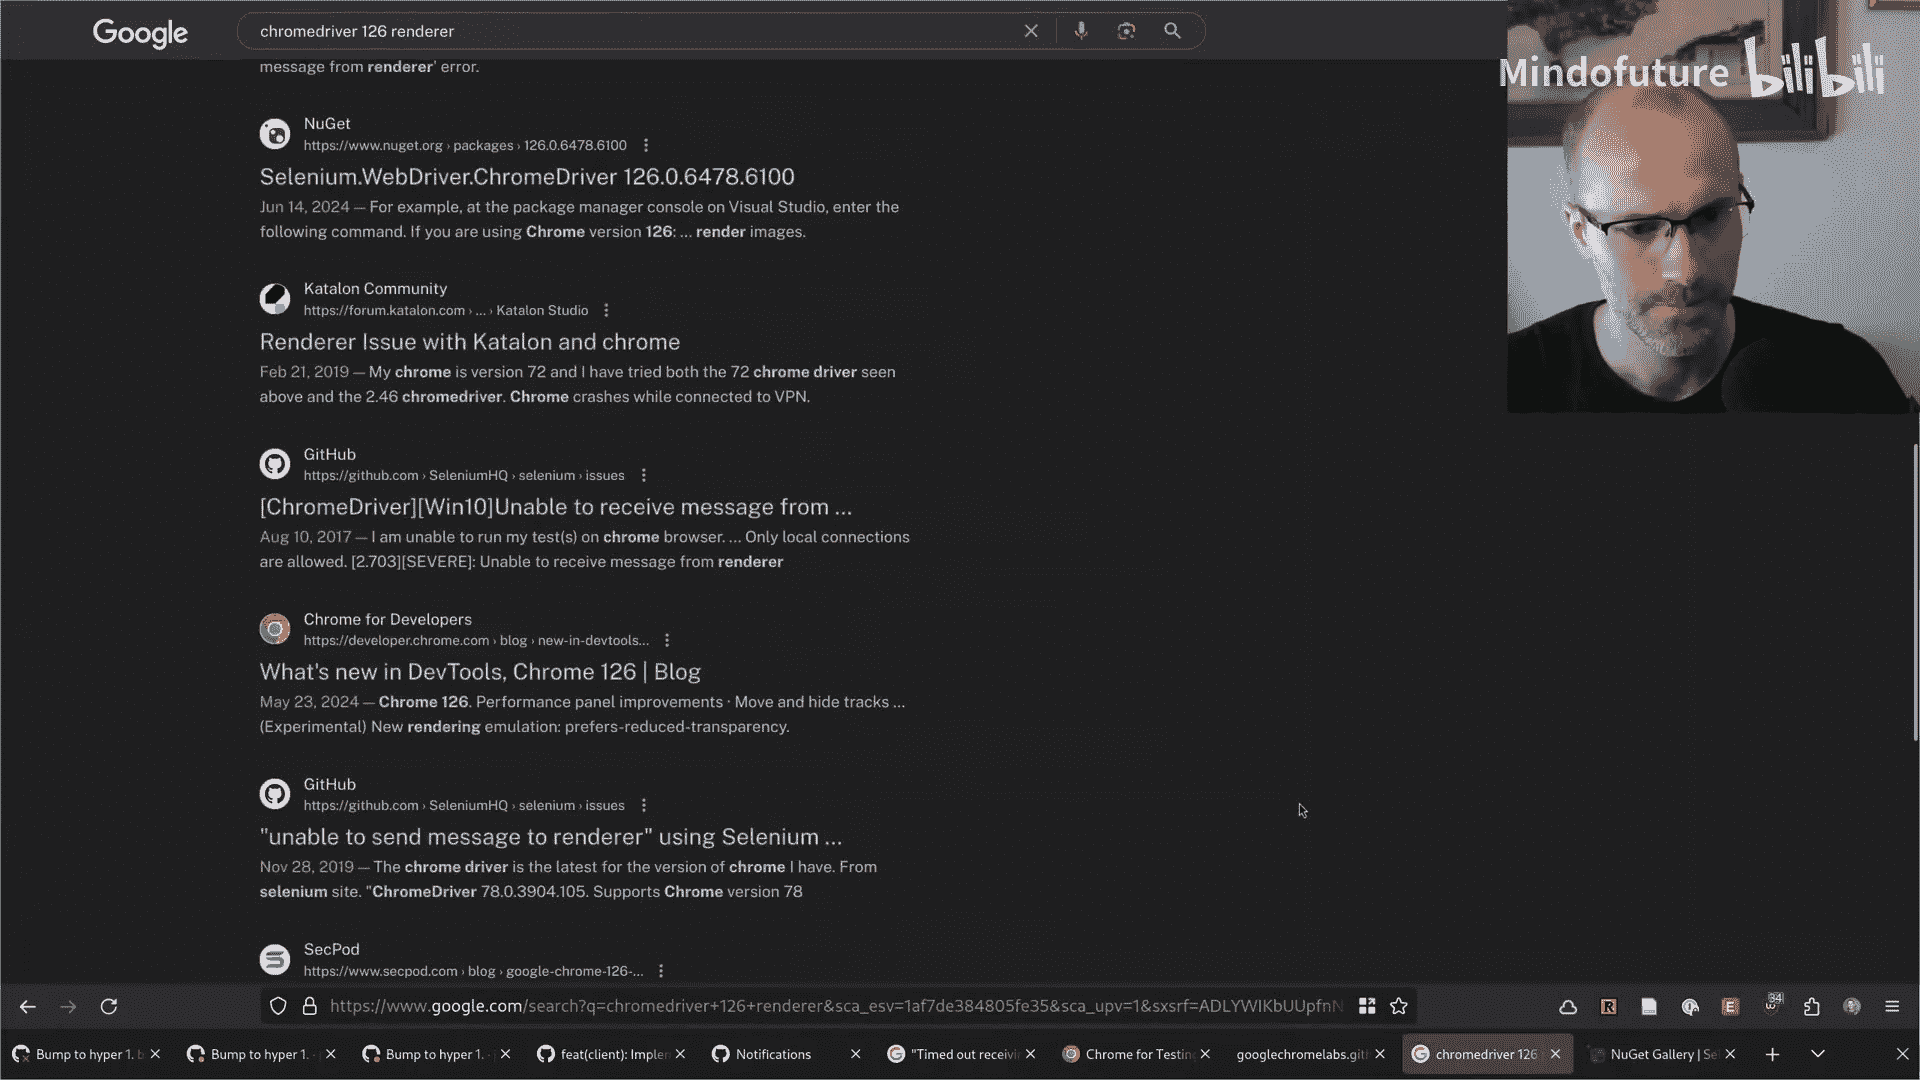 Google
chromedriver 126 renderer
Mindofuture bilibili
message from renderer' error.
NuGet
https://www.nuget.org › packages › 126.0.6478.6100
Selenium.WebDriver.ChromeDriver 126.0.6478.6100
Jun 14, 2024 — For example, at the package manager console on Visual Studio, enter the
following command. If you are using Chrome version 126: ... render images.
Katalon Community
https://forum.katalon.com › ... › Katalon Studio
Renderer Issue with Katalon and chrome
Feb 21, 2019 — My chrome is version 72 and I have tried both the 72 chrome driver seen
above and the 2.46 chromedriver. Chrome crashes while connected to VPN.
GitHub
https://github.com › SeleniumHQ › selenium › issues
[ChromeDriver][Win10]Unable to receive message from ...
Aug 10, 2017 — I am unable to run my test(s) on chrome browser. ... Only local connections
are allowed. [2.703][SEVERE]: Unable to receive message from renderer
Chrome for Developers
https://developer.chrome.com › blog › new-in-devtools...
What's new in DevTools, Chrome 126 | Blog
May 23, 2024 — Chrome 126. Performance panel improvements · Move and hide tracks ...
(Experimental) New rendering emulation: prefers-reduced-transparency.
GitHub
https://github.com › SeleniumHQ › selenium › issues
"unable to send message to renderer" using Selenium ...
Nov 28, 2019 — The chrome driver is the latest for the version of chrome I have. From
selenium site. "ChromeDriver 78.0.3904.105. Supports Chrome version 78
SecPod
https://www.secpod.com › blog › google-chrome-126-...
https://www.google.com/search?q=chromedriver+126+renderer&sca_esv=1af7de384805fe35&sca_upv=1&sxsrf=ADLYWIKbUUpfnN
R E 34
Bump to hyper 1. b Bump to hyper 1. Bump to hyper 1. feat(client): Implem Notifications "Timed out receivin Chrome for Testin googlechromelabs.git chromedriver 126 NuGet Gallery | Se